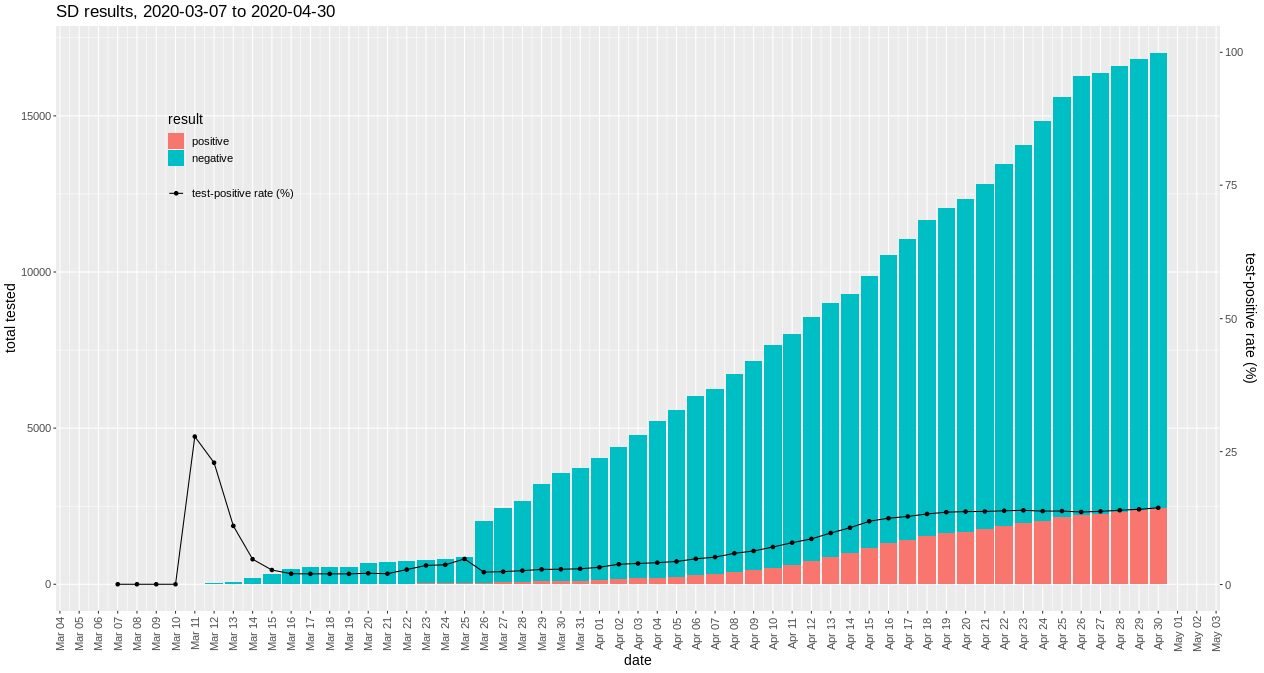 SD results, 2020-03-07 to 2020-04-30
result
positive
negative
test-positive rate (%)
total tested
15000
10000
5000
0
100
75
50
25
0
test-positive rate (%)
Mar 04
Mar 05
Mar 06
Mar 07
Mar 08
Mar 09
Mar 10
Mar 11
Mar 12
Mar 13
Mar 14
Mar 15
Mar 16
Mar 17
Mar 18
Mar 19
Mar 20
Mar 21
Mar 22
Mar 23
Mar 24
Mar 25
Mar 26
Mar 27
Mar 28
Mar 29
Mar 30
Mar 31
Apr 01
Apr 02
Apr 03
Apr 04
Apr 05
Apr 06
Apr 07
Apr 08
Apr 09
Apr 10
Apr 11
Apr 12
Apr 13
Apr 14
Apr 15
Apr 16
Apr 17
Apr 18
Apr 19
Apr 20
Apr 21
Apr 22
Apr 23
Apr 24
Apr 25
Apr 26
Apr 27
Apr 28
Apr 29
Apr 30
May 01
May 02
May 03
date